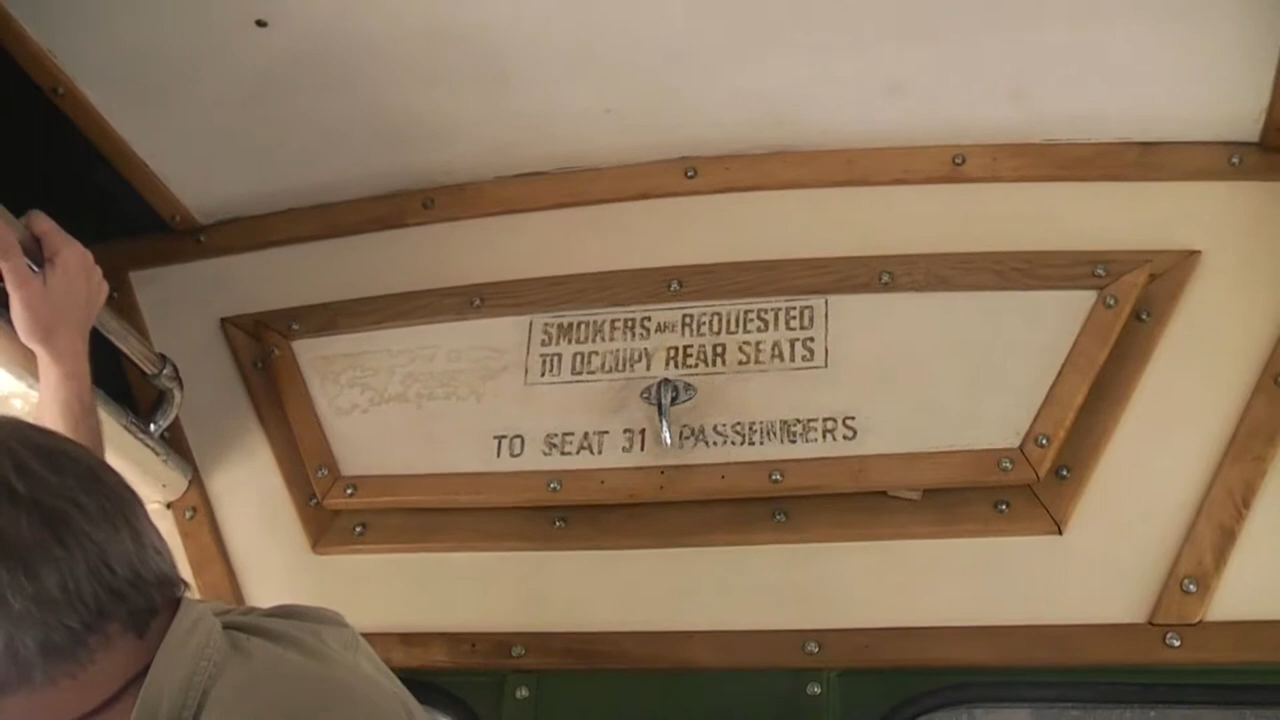 SMOKERS ARE REQUESTED
TO OCCUPY REAR SEATS
TO SEAT 31 PASSENGERS